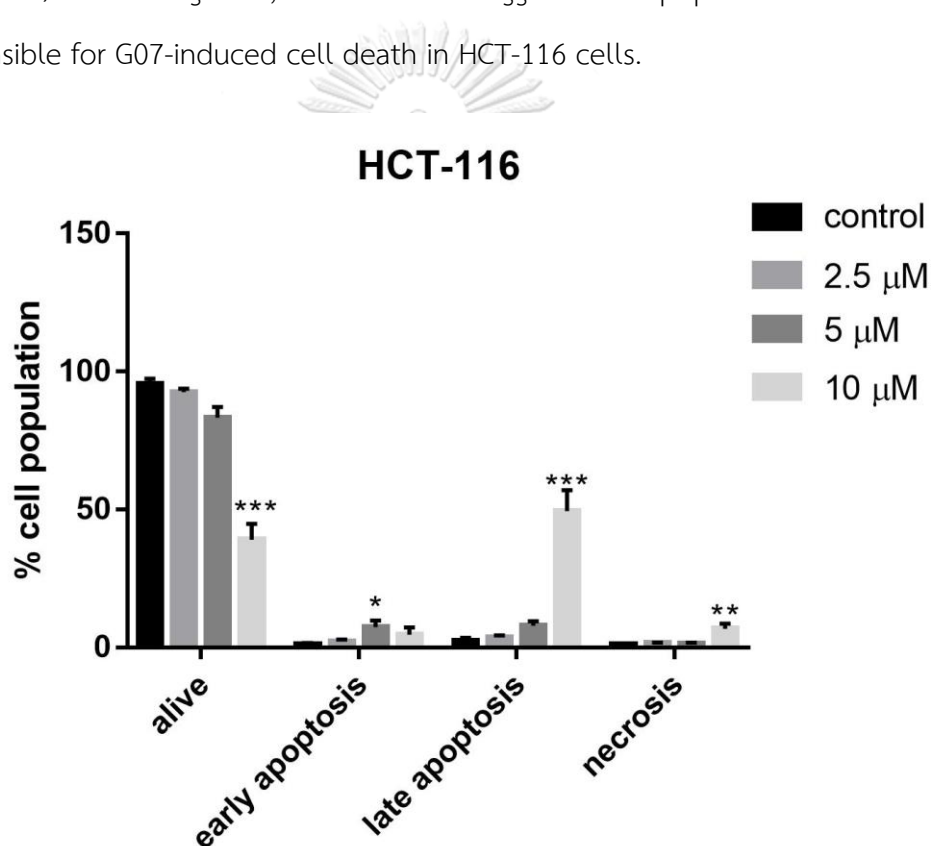 sible for G07-induced cell death in HCT-116 cells.
HCT-116
control
2.5 μM
5 μM
10 μM
% cell population
150
100
50
0
***
*
***
**
alive
early apoptosis
late apoptosis
necrosis